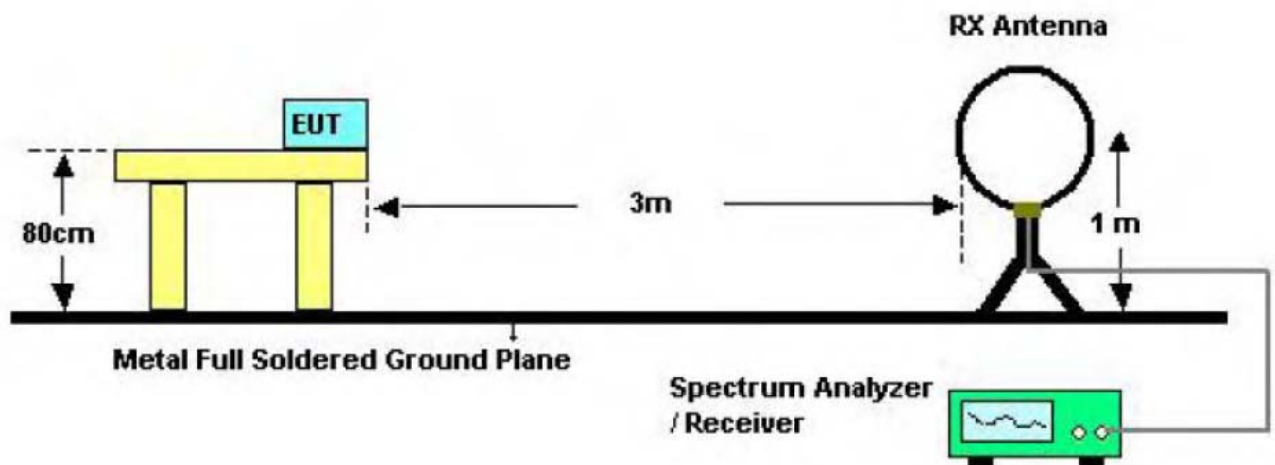 RX Antenna
EUT
3m
80cm
1 m
Metal Full Soldered Ground Plane
Spectrum Analyzer
/ Receiver